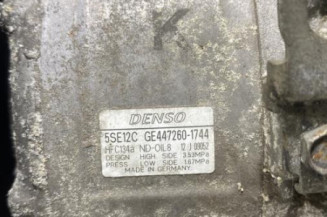 K
DENSO
5SE12C GE447260-1744
HFC134a ND-OIL8
DESIGN HIGH SIDE 3.53MPa
PRESS LOW SIDE 1.67MPa
MADE IN GERMANY